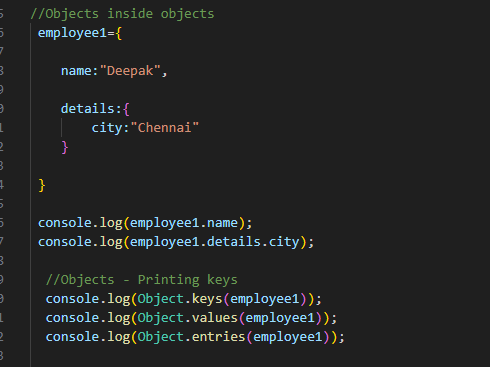 //Objects inside objects
employee1={
name:"Deepak",
details:{
city:"Chennai"
}
}
console.log(employee1.name);
console.log(employee1.details.city);
//Objects - Printing keys
console.log(Object.keys(employee1));
console.log(Object.values(employee1));
console.log(Object.entries(employee1));